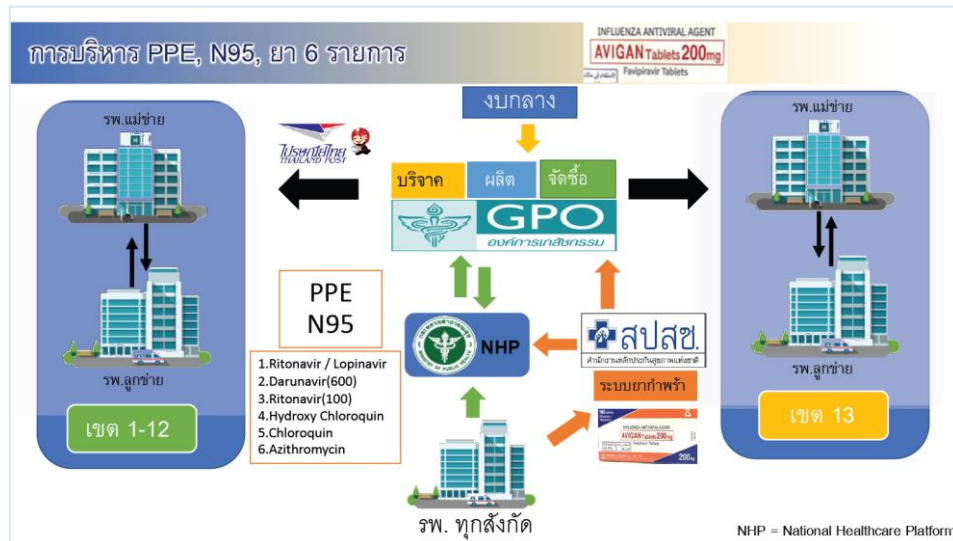 การบริหาร PPE, N95, ยา 6 รายการ
INFLUENZA ANTIVIRAL AGENT
AVIGAN Tablets 200mg
Favipiravir Tablets
งบกลาง
รพ.แม่ข่าย
ไปรษณีย์ไทย
THAILAND POST
บริจาค
ผลิต
จัดซื้อ
GPO
องค์การเภสัชกรรม
รพ.แม่ข่าย
PPE
N95
NHP
สปสช.
สำนักงานหลักประกันสุขภาพแห่งชาติ
รพ.ลูกข่าย
เขต 1-12
1.Ritonavir / Lopinavir
2.Darunavir(600)
3.Ritonavir(100)
4.Hydroxy Chloroquin
5.Chloroquin
6.Azithromycin
ระบบยากำพร้า
INFLUENZA ANTIVIRAL AGENT
AVIGAN Tablets 200mg
Favipiravir Tablets
200mg
รพ.ลูกข่าย
เขต 13
รพ. ทุกสังกัด
NHP = National Healthcare Platform